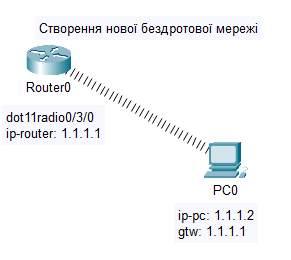 Створення нової бездротової мережі
Router0
dot11radio0/3/0
ip-router: 1.1.1.1
PC0
ip-pc: 1.1.1.2
gtw: 1.1.1.1